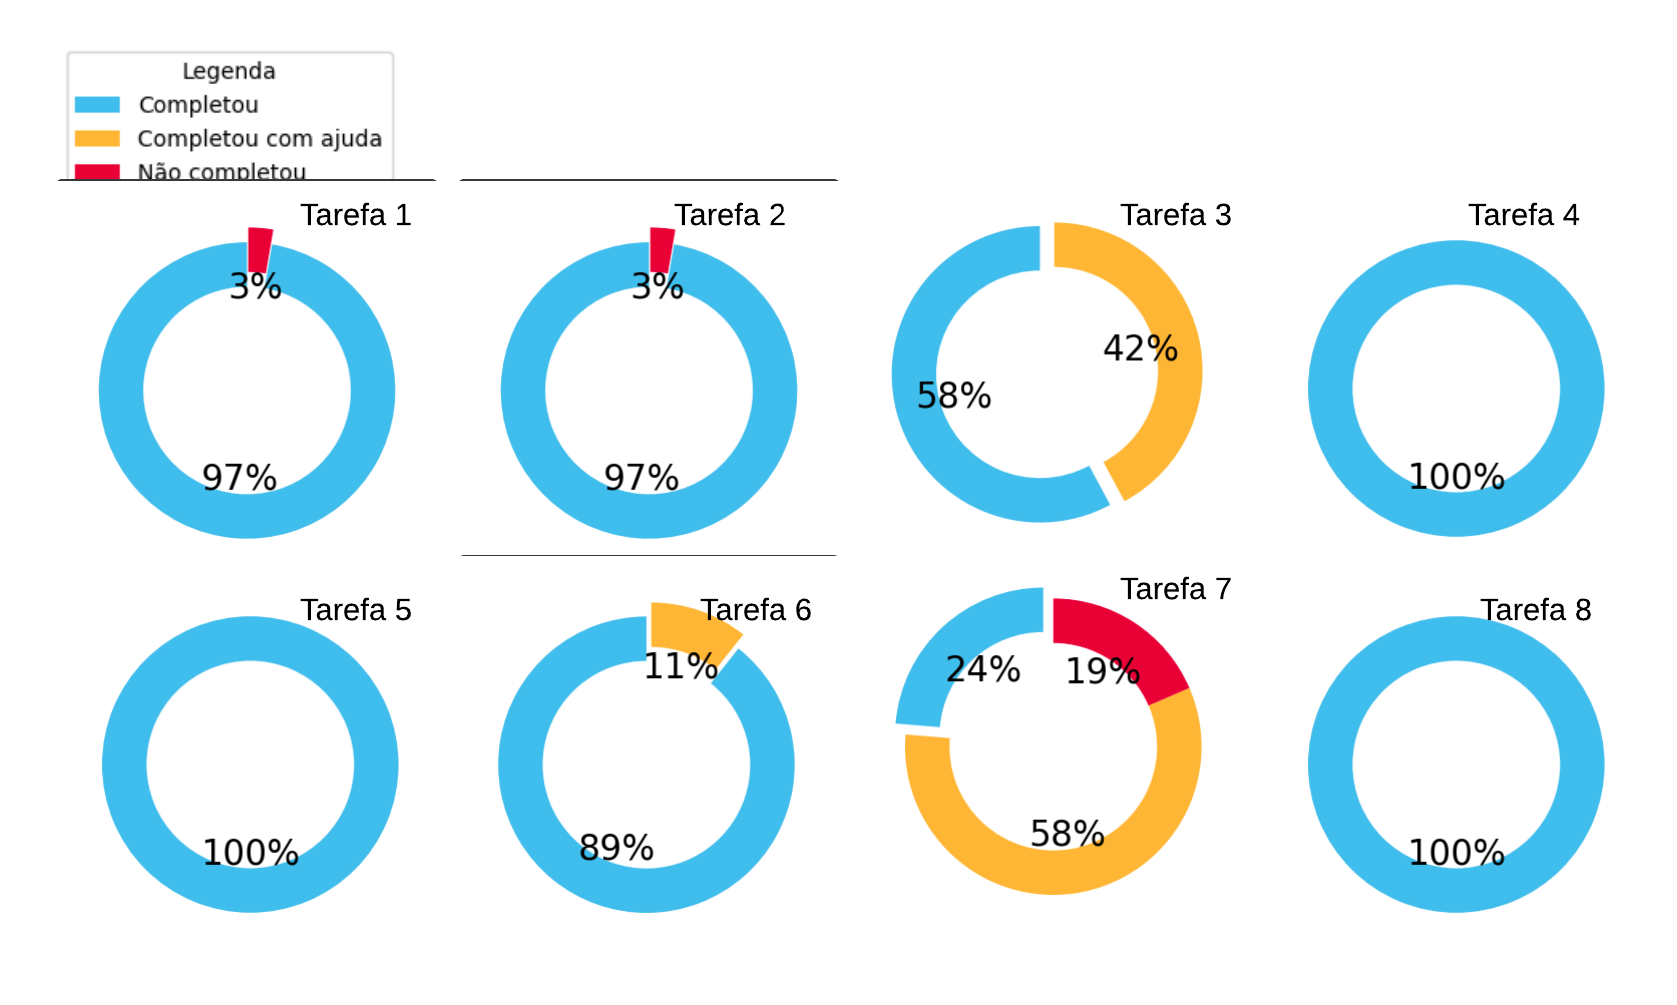 Legenda
Completou
Completou com ajuda
Não completou
Tarefa 1
3%
97%
Tarefa 2
3%
97%
Tarefa 3
42%
58%
Tarefa 4
100%
Tarefa 5
100%
Tarefa 6
11%
89%
Tarefa 7
24%
19%
58%
Tarefa 8
100%